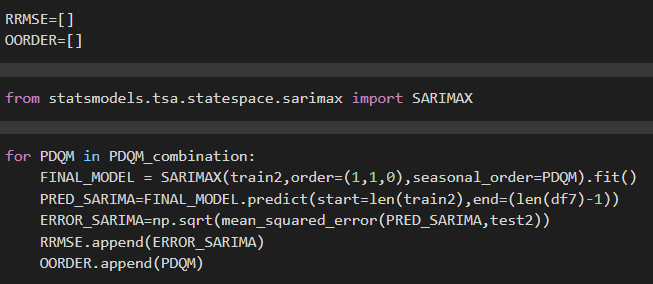 RRMSE=[]
OORDER=[]
from statsmodels.tsa.statespace.sarimax import SARIMAX
for PDQM in PDQM_combination:
    FINAL_MODEL = SARIMAX(train2,order=(1,1,0),seasonal_order=PDQM).fit()
    PRED_SARIMA=FINAL_MODEL.predict(start=len(train2),end=(len(df7)-1))
    ERROR_SARIMA=np.sqrt(mean_squared_error(PRED_SARIMA,test2))
    RRMSE.append(ERROR_SARIMA)
    OORDER.append(PDQM)